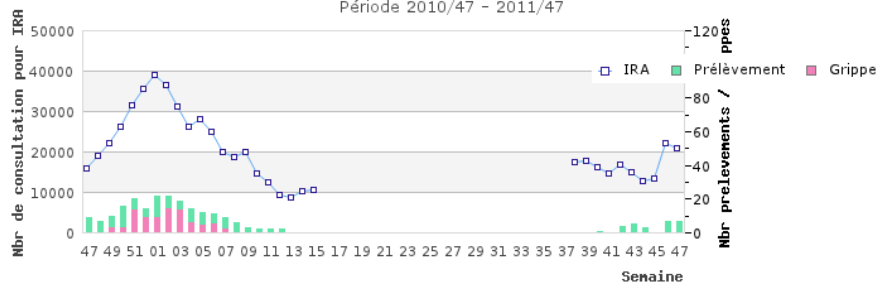 Période 2010/47 - 2011/47
Nbr de consultation pour IRA
50000
40000
30000
20000
10000
0
120
80
60
40
20
0
Nbr prelevements / ppes
IRA Prélèvement Grippe
47 49 51 01 03 05 07 09 11 13 15 17 19 21 23 25 27 29 31 33 35 37 39 41 43 45 47
Semaine